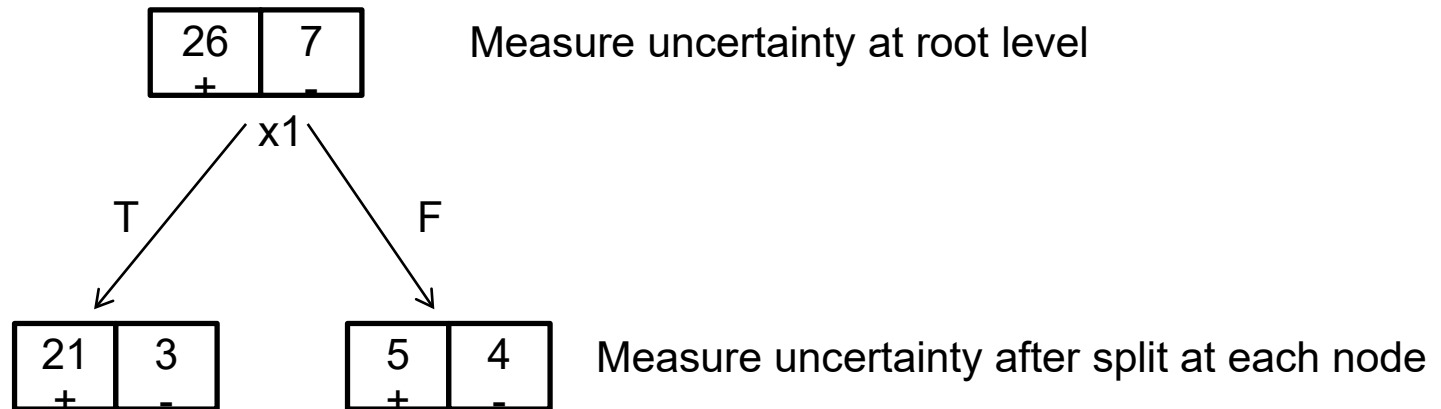 26 7 Measure uncertainty at root level
+ -
x1
T F
21 3 5 4 Measure uncertainty after split at each node
+ - + -